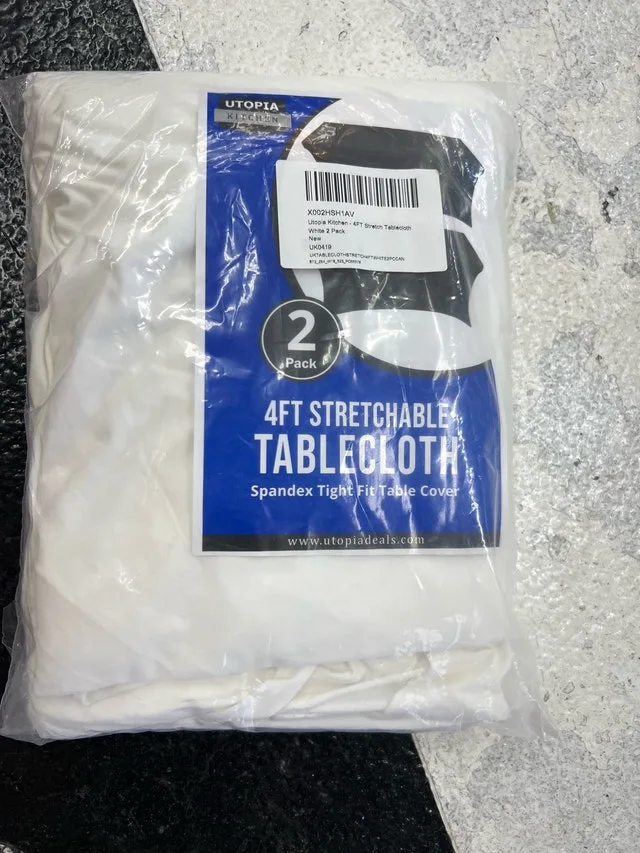 UTOPIA
KITCHEN
X002HSH1AV
Utopia Kitchen - 4FT Stretch Tablecloth
White 2 Pack
New
UK0419
2
Pack
4FT STRETCHABLE
TABLECLOTH
Spandex Tight Fit Table Cover
www.utopiadeals.com